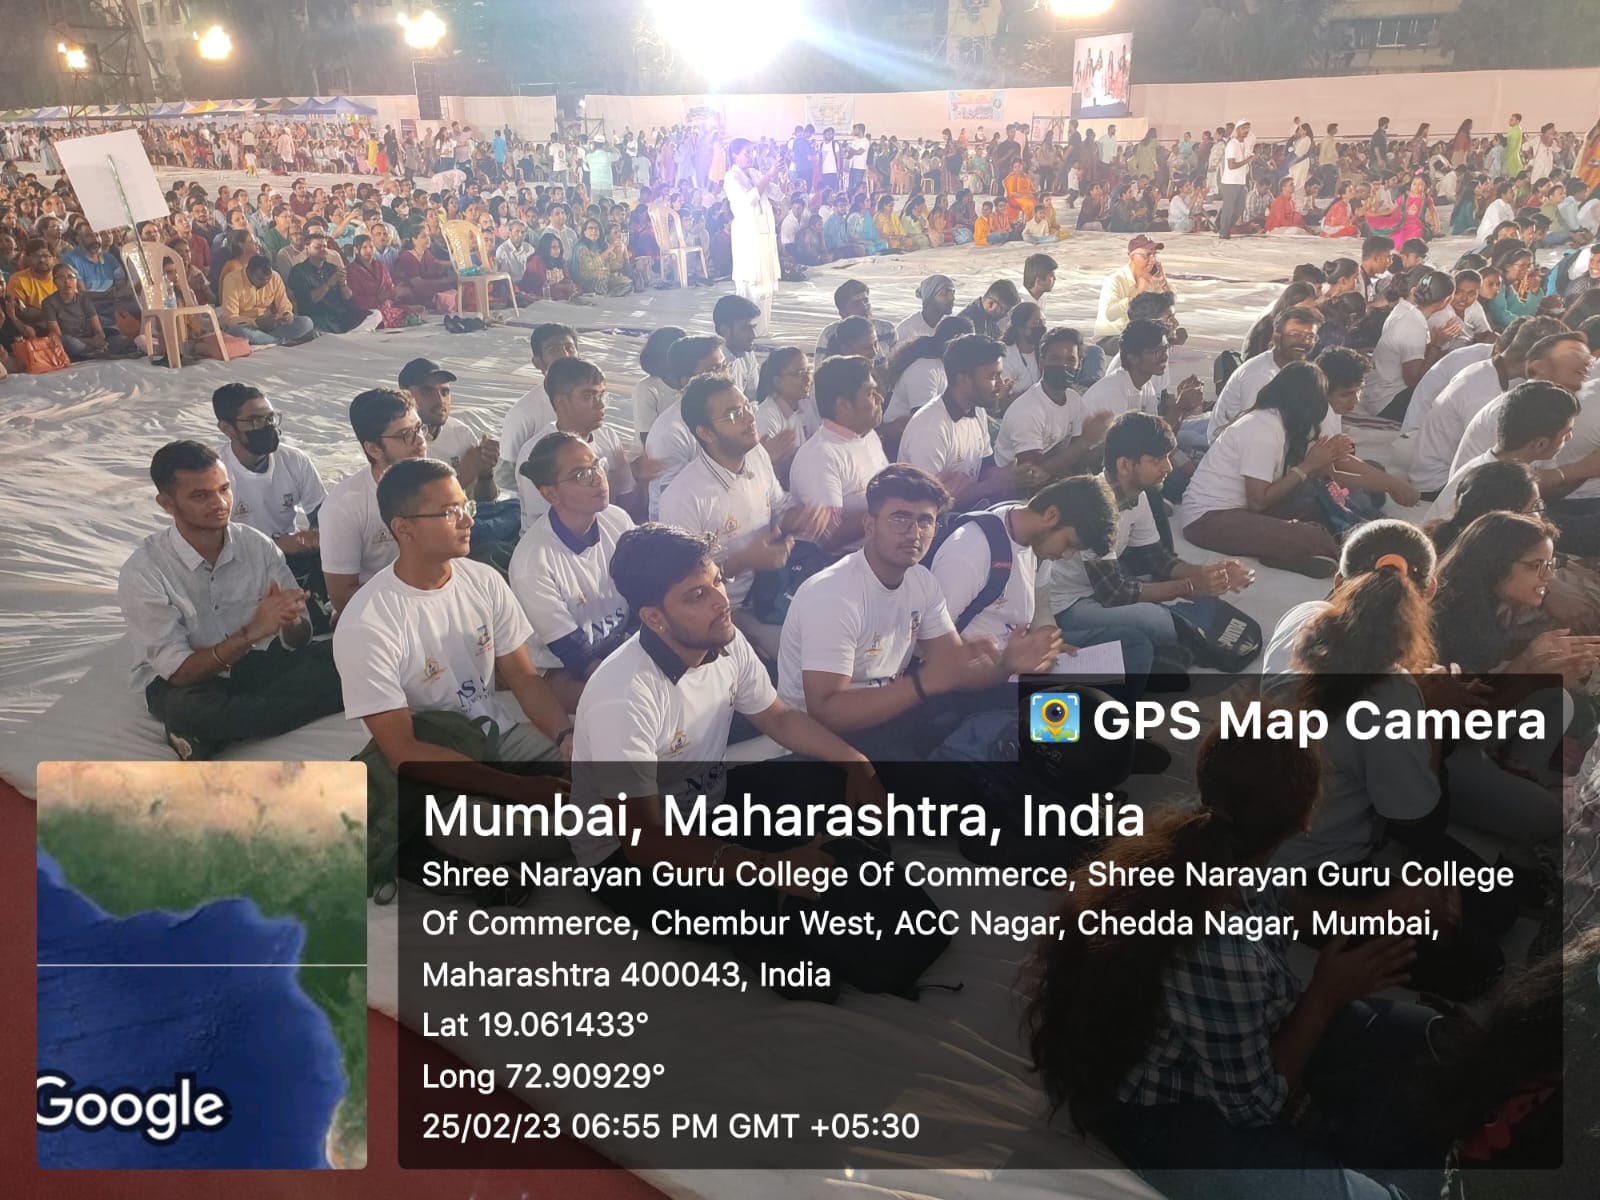 GPS Map Camera
Mumbai, Maharashtra, India
Shree Narayan Guru College Of Commerce, Shree Narayan Guru College
Of Commerce, Chembur West, ACC Nagar, Chedda Nagar, Mumbai,
Maharashtra 400043, India
Lat 19.061433°
Long 72.90929°
25/02/23 06:55 PM GMT +05:30
Google
NSS